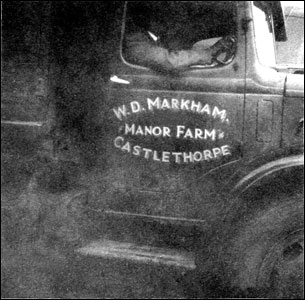 W.D. MARKHAM,
"MANOR FARM"
CASTLETHORPE